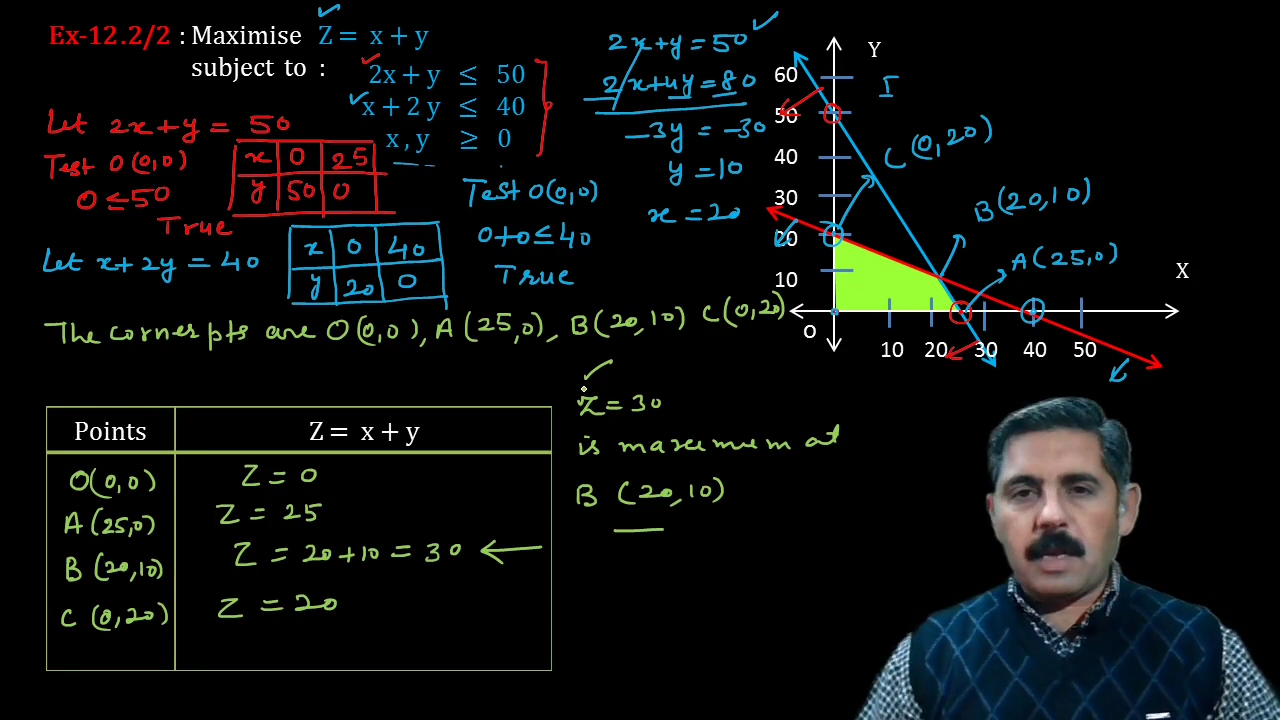 Ex-12.2/2 : Maximise Z = x + y
subject to :
2x + y ≤ 50
x + 2 y ≤ 40
x , y ≥ 0
Let 2x+y = 50
Test O(0,0)
0 ≤ 50
True
x 0 25
y 50 0
Let x+2y = 40
x 0 40
y 20 0
Test O(0,0)
0+0 ≤ 40
True
2x+y = 50
2x+4y = 80
-3y = -30
y = 10
x = 20
The corner pts are O(0,0), A(25,0), B(20,10) C(0,20)
Points Z = x + y
O(0,0) Z = 0
A(25,0) Z = 25
B(20,10) Z = 20+10 = 30
C (0,20) Z = 20
Z = 30
is maximum at
B (20,10)
Y
I
60
50
40
30
20
10
C(0,20)
B(20,10)
A(25,0)
X
O
10 20 30 40 50